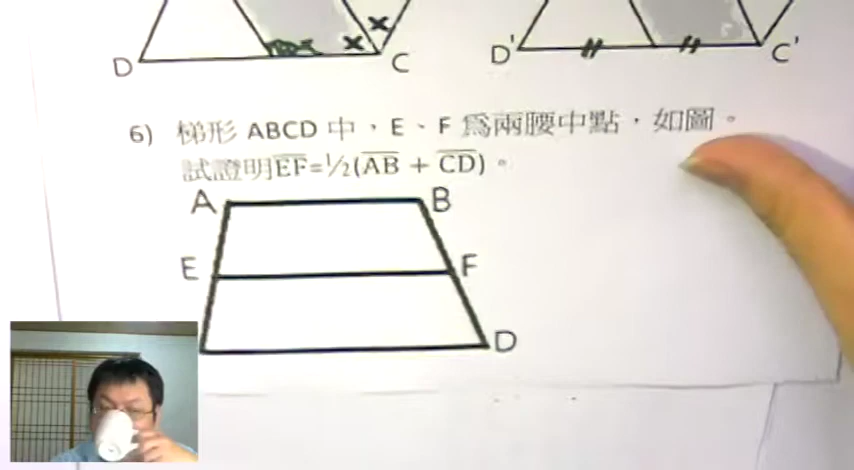 D × × C D' C'
6) 梯形 ABCD 中，E、F 為兩腰中點，如圖。
試證明EF=½(AB + CD)。
A B
E F
D